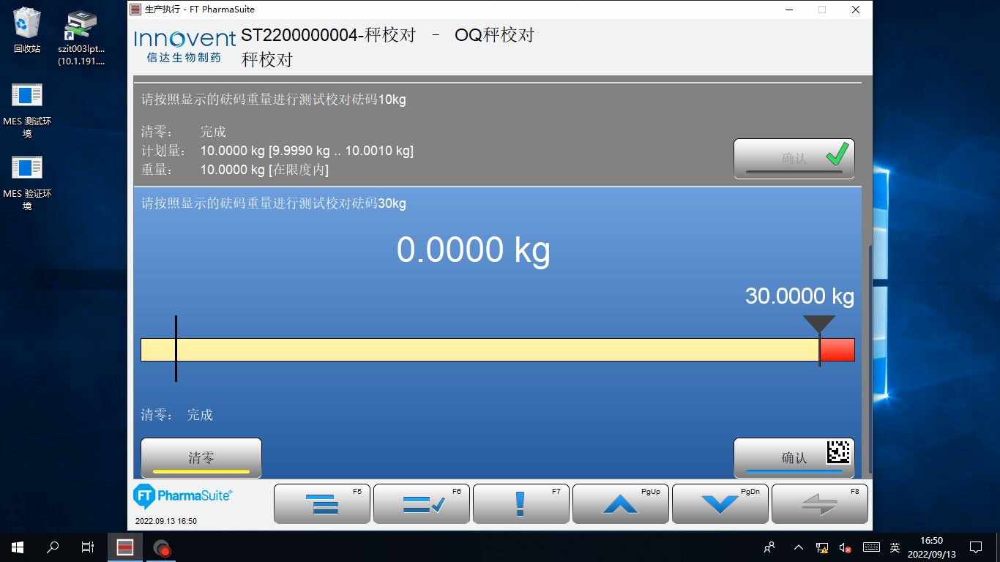 生产执行 - FT PharmaSuite
回收站
szit003lpt...
(10.1.191....
MES 测试环
境
MES 验证环
境
Innovent
信达生物制药
ST2200000004-秤校对 - OQ秤校对
秤校对
请按照显示的砝码重量进行测试校对砝码10kg
清零： 完成
计划量： 10.0000 kg [9.9990 kg .. 10.0010 kg]
重量： 10.0000 kg [在限度内]
确认
请按照显示的砝码重量进行测试校对砝码30kg
0.0000 kg
30.0000 kg
清零： 完成
清零
确认
FT PharmaSuite®
2022.09.13 16:50
F5
F6
F7
PgUp
PgDn
F8
英
16:50
2022/09/13